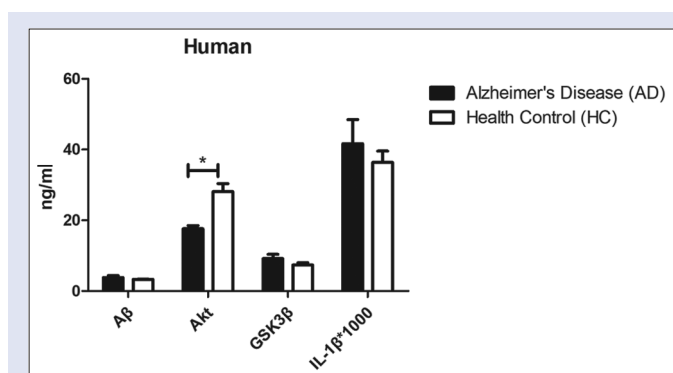 Human
60
40
20
0
ng/ml
*
Aβ
Akt
GSK3β
IL-1β*1000
Alzheimer's Disease (AD)
Health Control (HC)